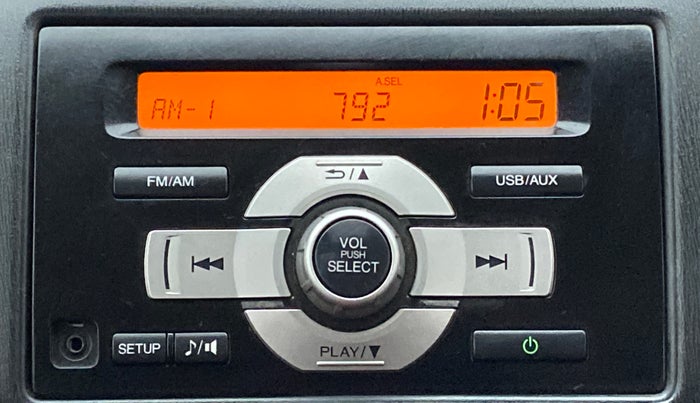 A.SEL
AM-1 792 1:05
FM/AM
USB/AUX
VOL
PUSH
SELECT
SETUP
PLAY/